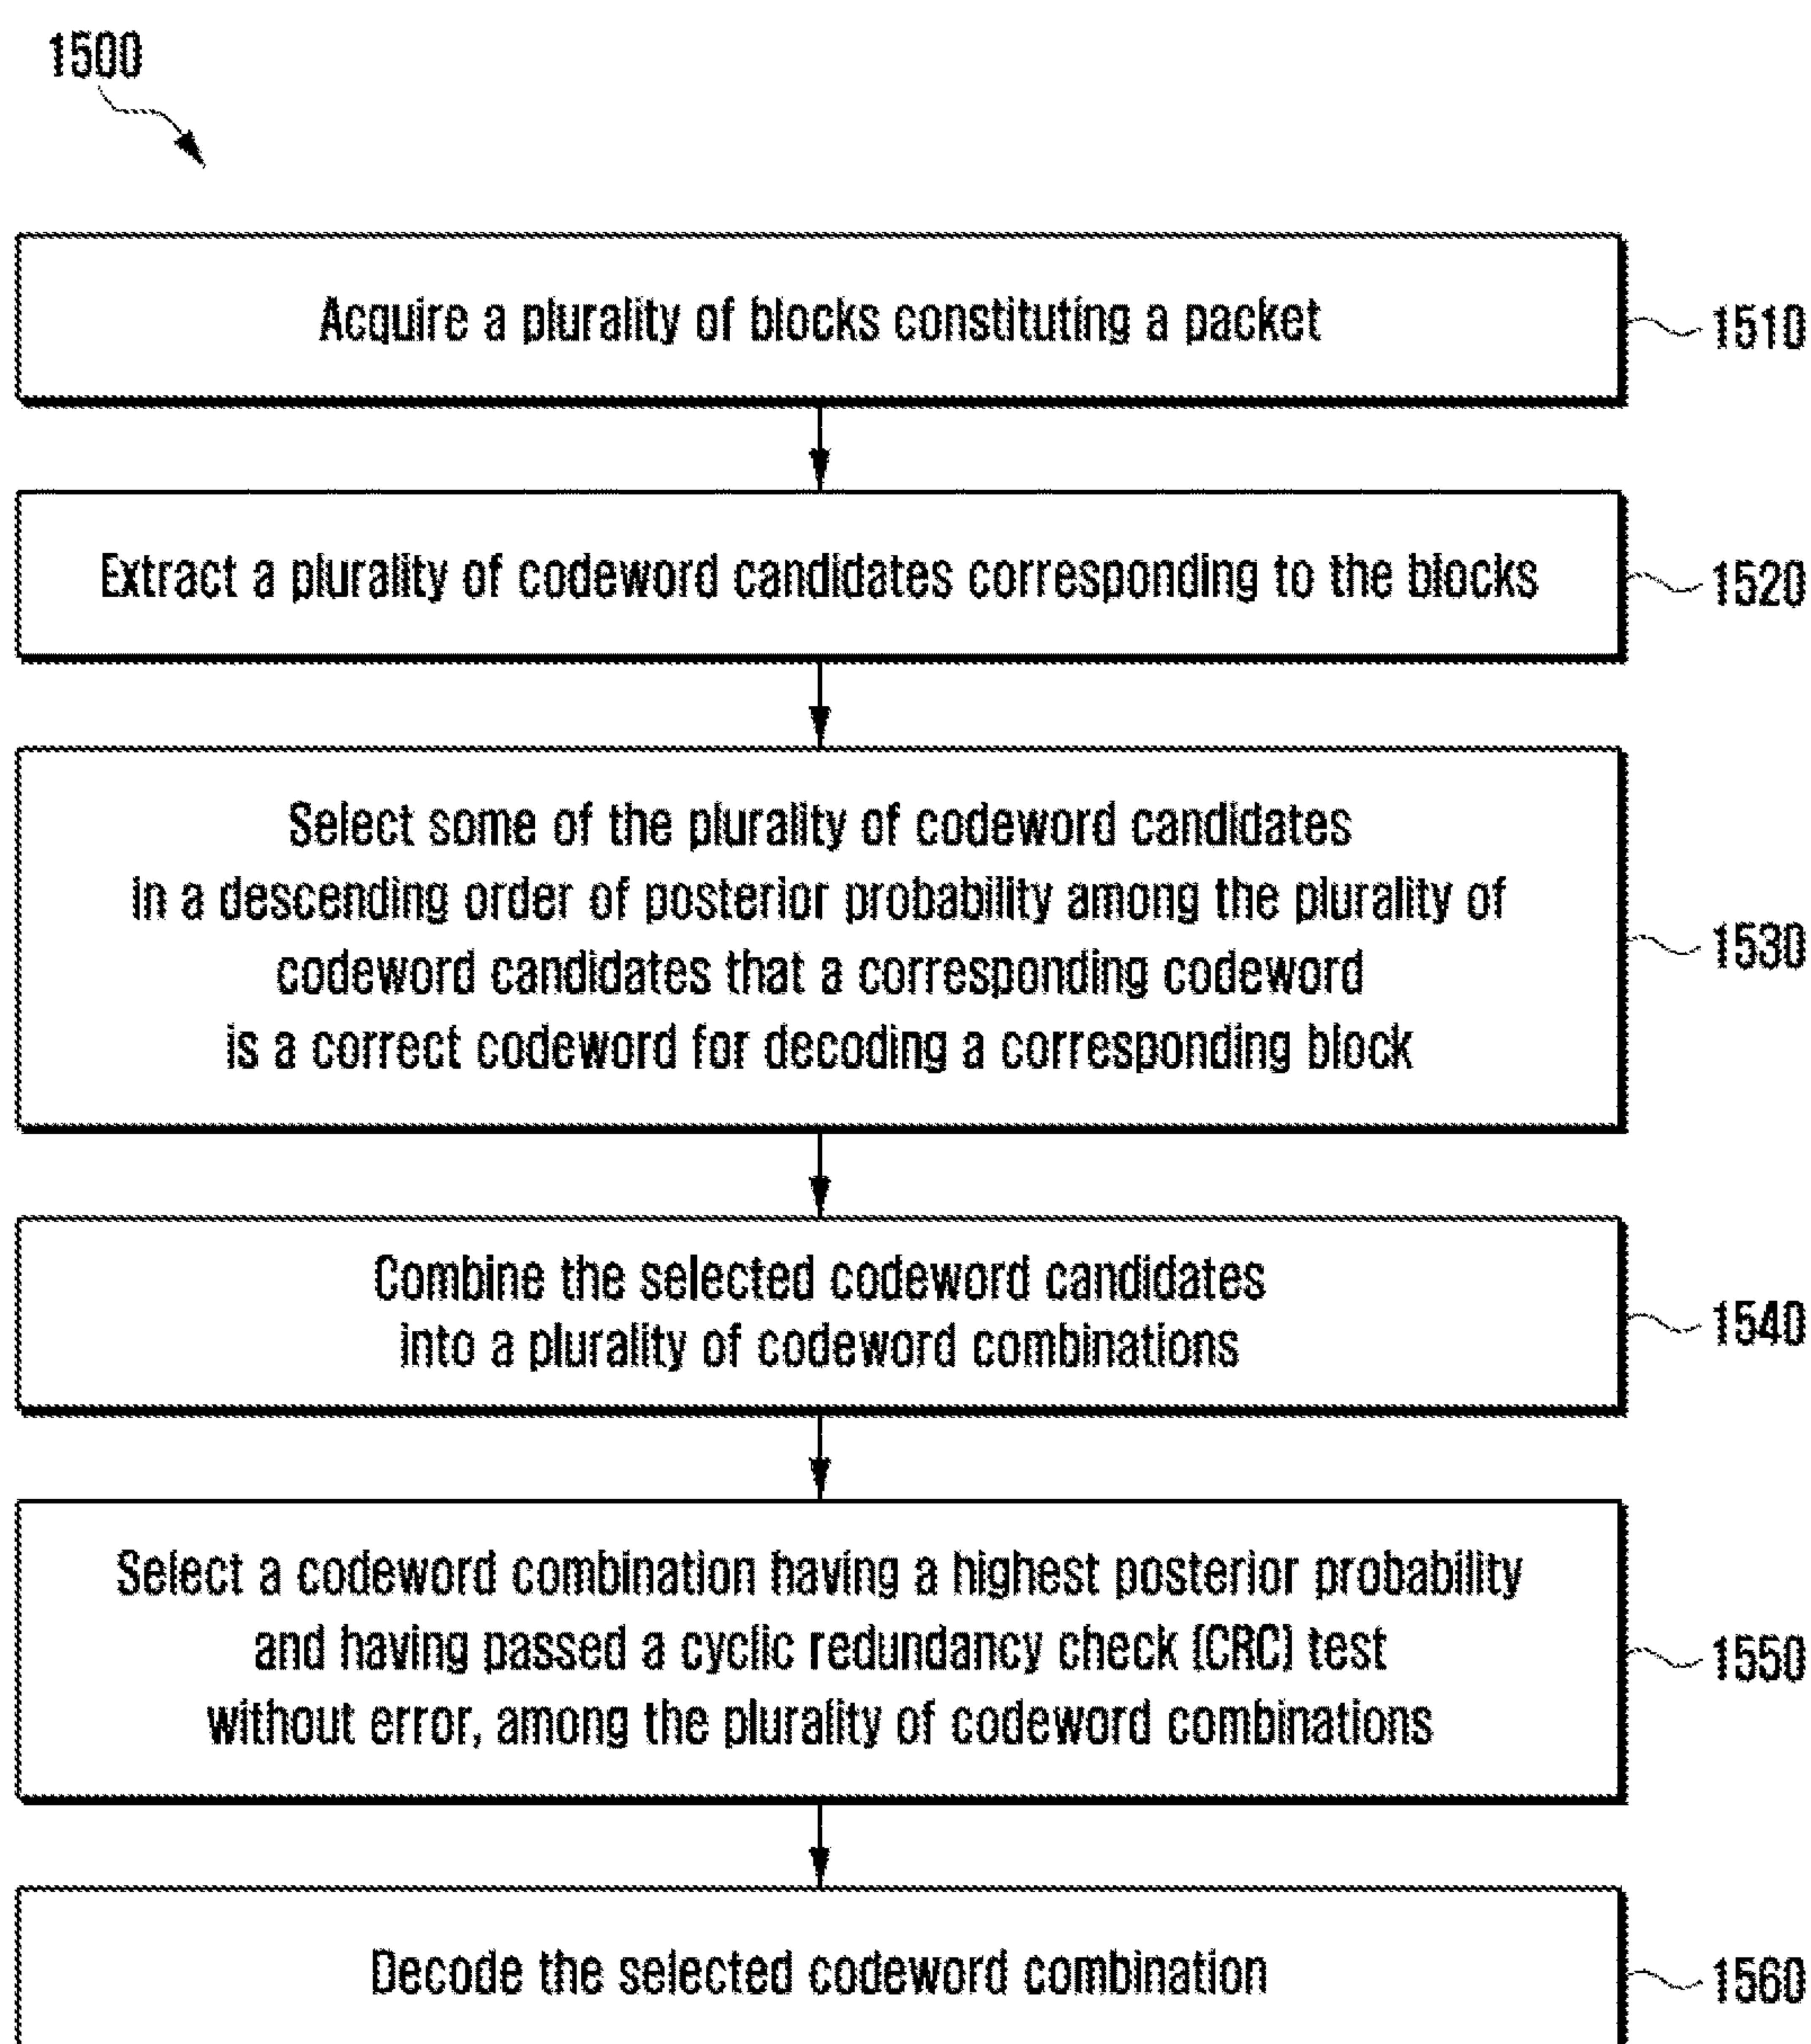 1500
Acquire a plurality of blocks constituting a packet
1510
Extract a plurality of codeword candidates corresponding to the blocks
1520
Select some of the plurality of codeword candidates
in a descending order of posterior probability among the plurality of
codeword candidates that a corresponding codeword
is a correct codeword for decoding a corresponding block
1530
Combine the selected codeword candidates
into a plurality of codeword combinations
1540
Select a codeword combination having a highest posterior probability
and having passed a cyclic redundancy check (CRC) test
without error, among the plurality of codeword combinations
1550
Decode the selected codeword combination
1560